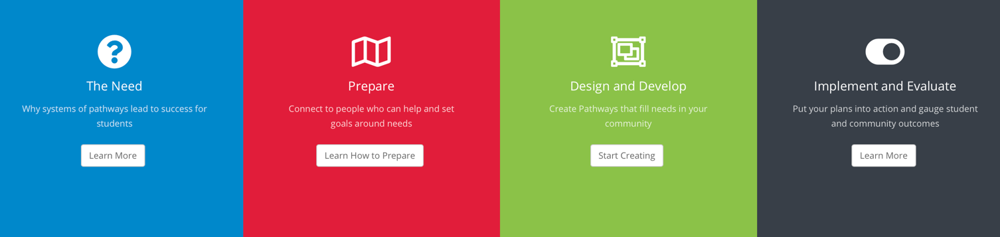 The Need
Why systems of pathways lead to success for
students
Learn More
Prepare
Connect to people who can help and set
goals around needs
Learn How to Prepare
Design and Develop
Create Pathways that fill needs in your
community
Start Creating
Implement and Evaluate
Put your plans into action and gauge student
and community outcomes
Learn More